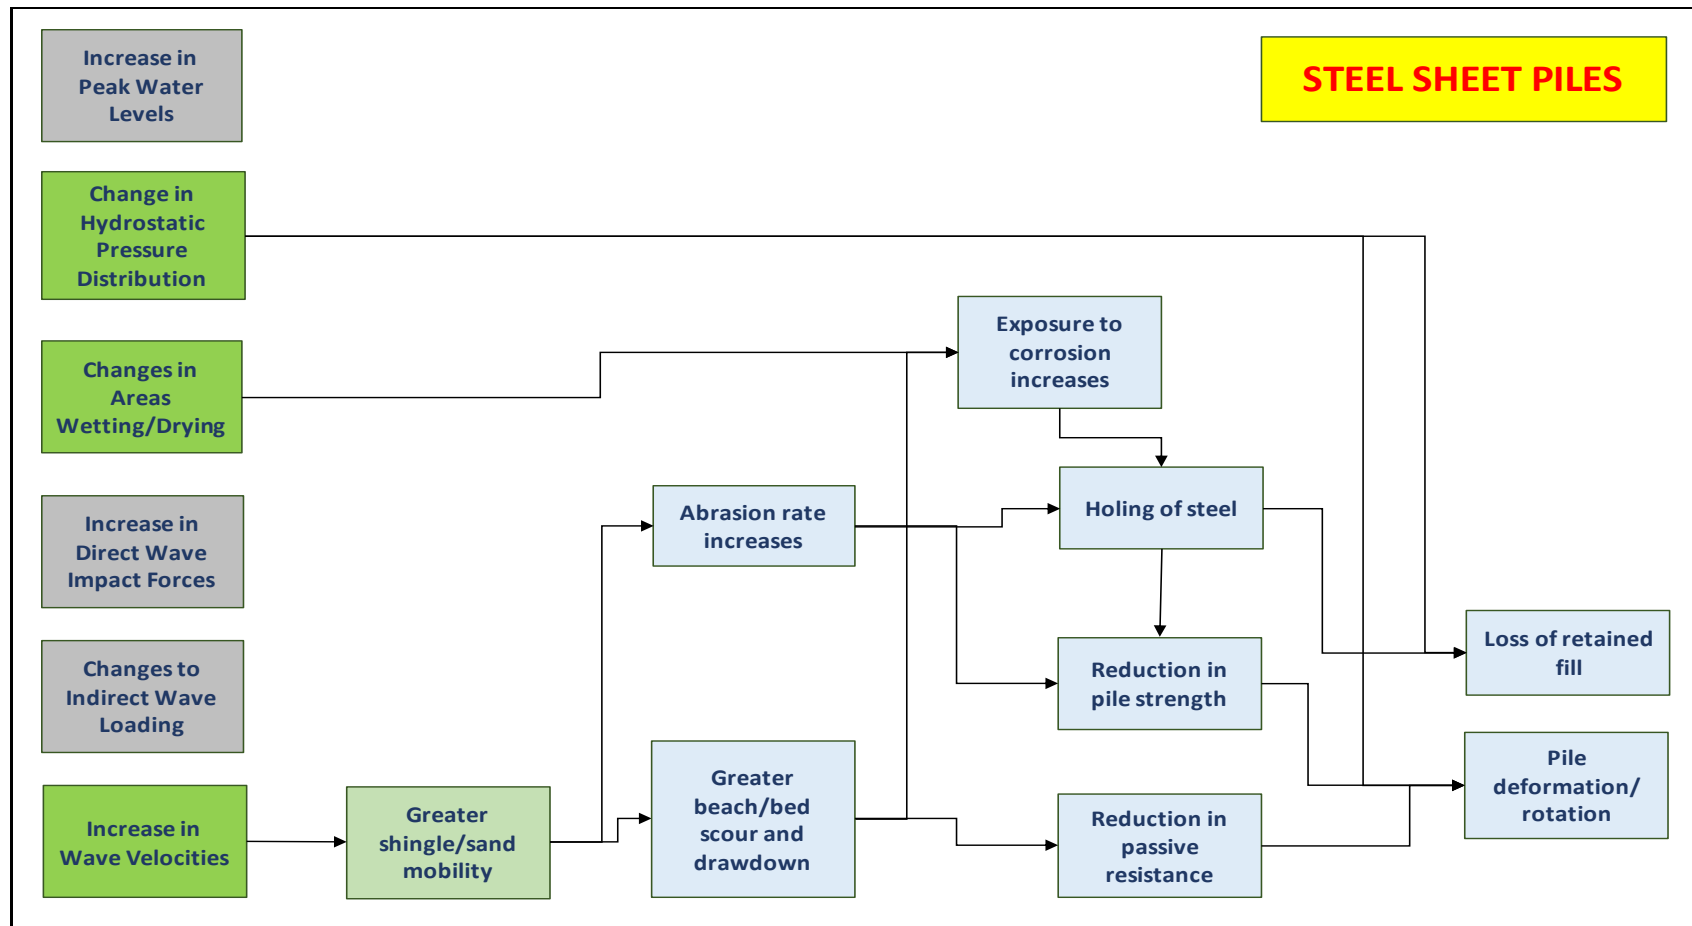 Increase in
Peak Water
Levels
STEEL SHEET PILES
Change in
Hydrostatic
Pressure
Distribution
Exposure to
corrosion
increases
Changes in
Areas
Wetting/Drying
Abrasion rate
increases
Holing of steel
Increase in
Direct Wave
Impact Forces
Changes to
Indirect Wave
Loading
Reduction in
pile strength
Loss of retained
fill
Increase in
Wave Velocities
Greater
shingle/sand
mobility
Greater
beach/bed
scour and
drawdown
Reduction in
passive
resistance
Pile
deformation/
rotation